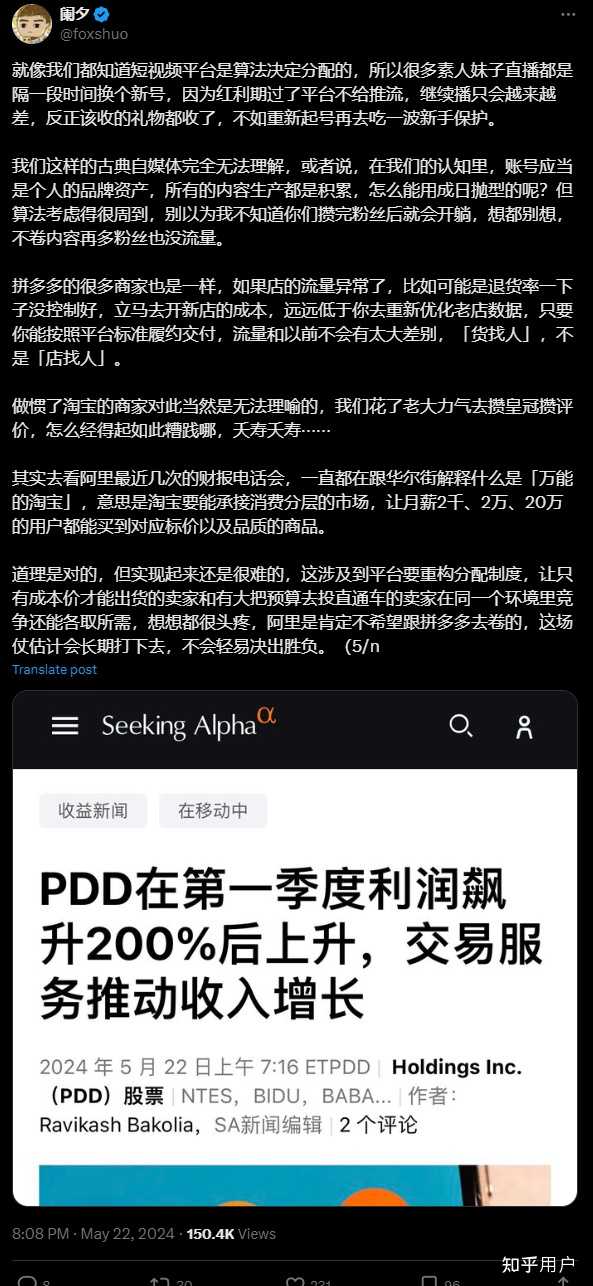 阑夕
@foxshuo
就像我们都知道短视频平台是算法决定分配的，所以很多素人妹子直播都是
隔一段时间换个新号，因为红利期过了平台不给推流，继续播只会越来越
差，反正该收的礼物都收了，不如重新起号再去吃一波新手保护。
我们这样的古典自媒体完全无法理解，或者说，在我们的认知里，账号应当
是个人的品牌资产，所有的内容生产都是积累，怎么能用成日抛型的呢？但
算法考虑得很周到，别以为我不知道你们攒完粉丝后就会开躺，想都别想，
不卷内容再多粉丝也没流量。
拼多多的很多商家也是一样，如果店的流量异常了，比如可能是退货率一下
子没控制好，立马去开新店的成本，远远低于你去重新优化老店数据，只要
你能按照平台标准履约交付，流量和以前不会有太大差别，「货找人」，不
是「店找人」。
做惯了淘宝的商家对此当然是无法理喻的，我们花了老大力气去攒皇冠攒评
价，怎么经得起如此糟践哪，夭寿夭寿⋯⋯
其实去看阿里最近几次的财报电话会，一直都在跟华尔街解释什么是「万能
的淘宝」，意思是淘宝要能承接消费分层的市场，让月薪2千、2万、20万
的用户都能买到对应标价以及品质的商品。
道理是对的，但实现起来还是很难的，这涉及到平台要重构分配制度，让只
有成本价才能出货的卖家和有大把预算去投直通车的卖家在同一个环境里竞
争还能各取所需，想想都很头疼，阿里是肯定不希望跟拼多多去卷的，这场
仗估计会长期打下去，不会轻易决出胜负。（5/n
Translate post
Seeking Alphaα
收益新闻 在移动中
PDD在第一季度利润飙
升200%后上升，交易服
务推动收入增长
2024 年 5 月 22 日上午 7:16 ETPDD | Holdings Inc.
（PDD）股票 | NTES，BIDU，BABA... | 作者：
Ravikash Bakolia，SA新闻编辑 | 2 个评论
8:08 PM · May 22, 2024 · 150.4K Views
8 30 231 96
知乎用户